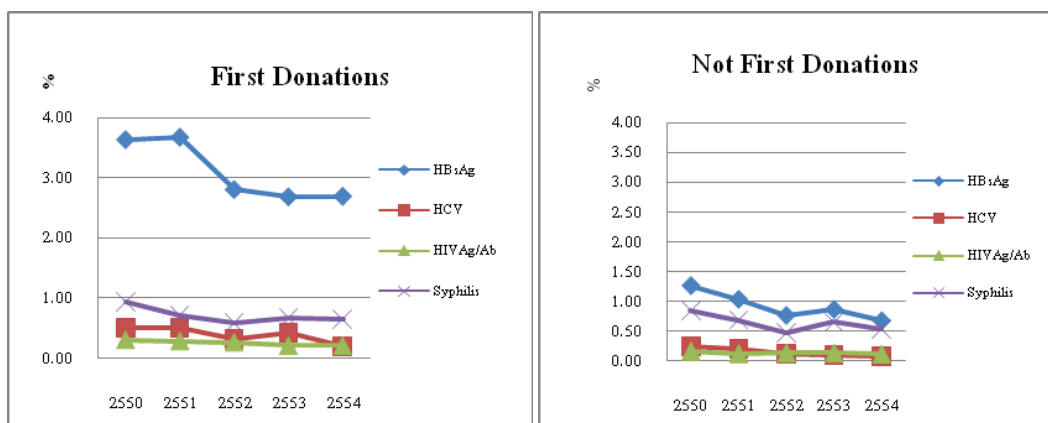 First Donations
%
4.00
3.00
2.00
1.00
0.00
2550 2551 2552 2553 2554
HBsAg
HCV
HIVAg/Ab
Syphilis
Not First Donations
%
4.00
3.50
3.00
2.50
2.00
1.50
1.00
0.50
0.00
2550 2551 2552 2553 2554
HBsAg
HCV
HIVAg/Ab
Syphilis